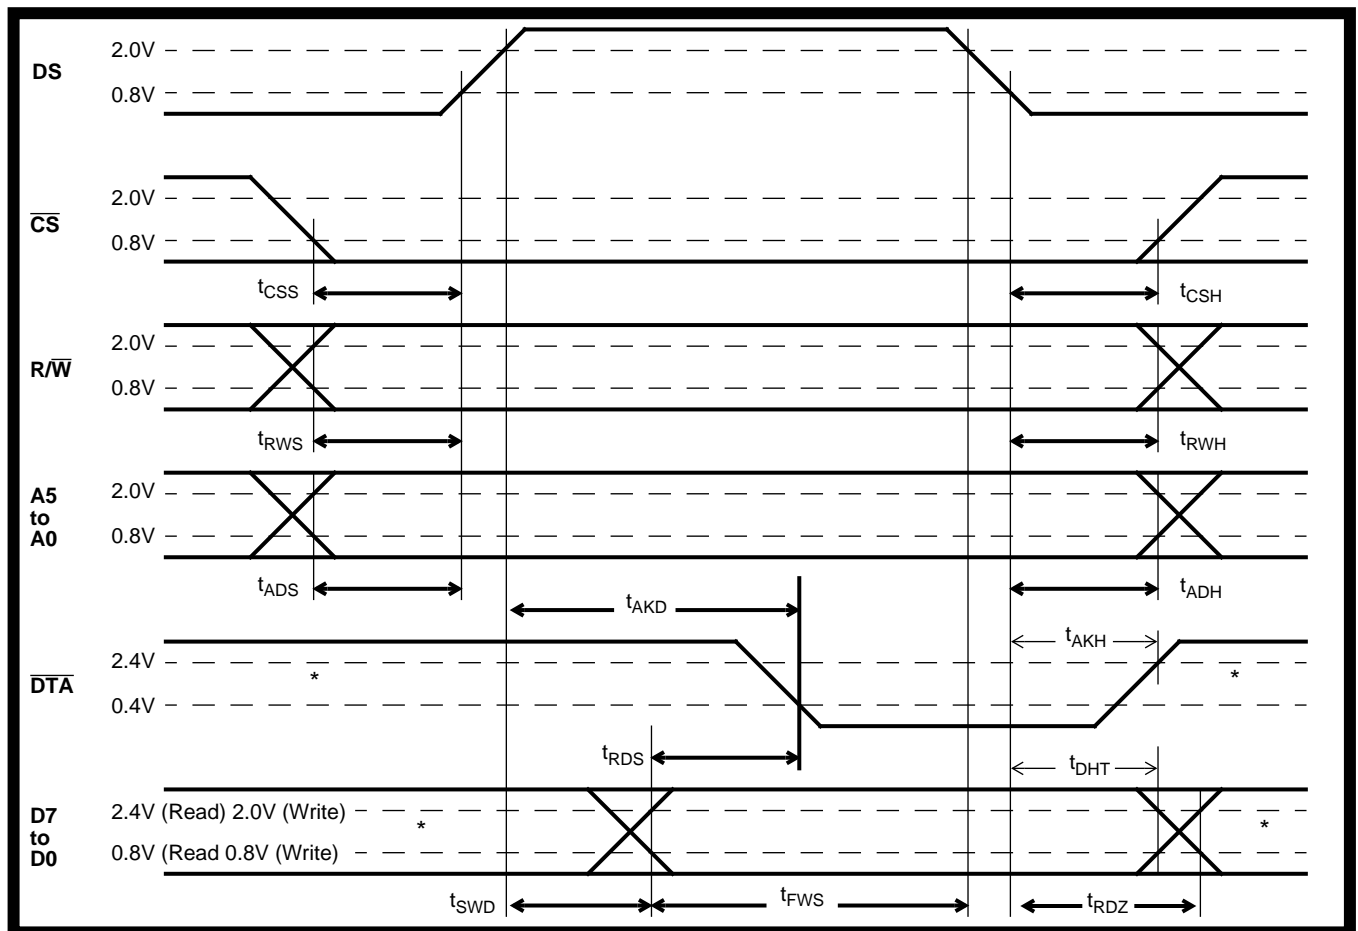 2.0V
DS
0.8V
2.0V
CS
0.8V
tCSS
tCSH
2.0V
R/W
0.8V
tRWS
tRWH
A5
to
A0
2.0V
0.8V
tADS
tAKD
tADH
tAKH
2.4V
DTA
*
*
0.4V
tRDS
tDHT
D7
to
D0
2.4V (Read) 2.0V (Write)
*
*
0.8V (Read 0.8V (Write)
tSWD
tFWS
tRDZ